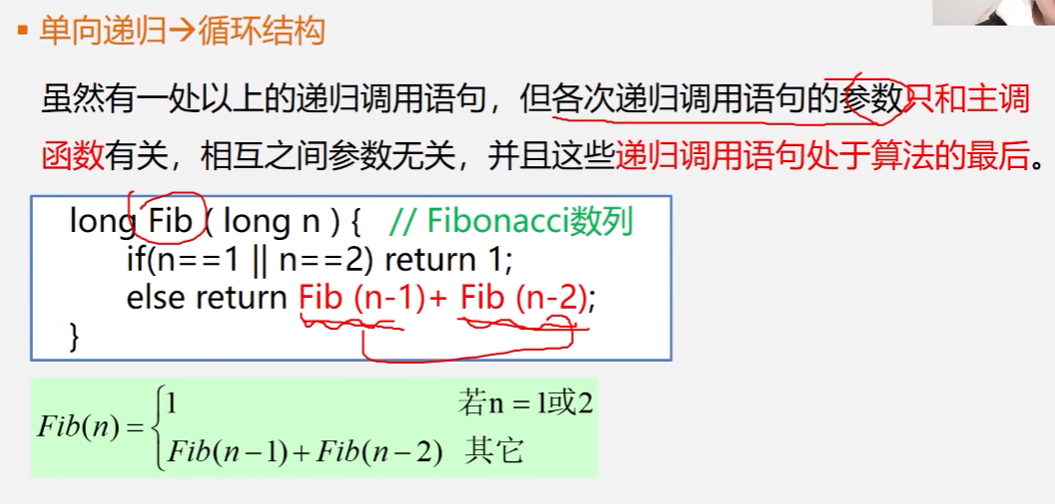 ▪ 单向递归→循环结构
虽然有一处以上的递归调用语句，但各次递归调用语句的参数只和主调
函数有关，相互之间参数无关，并且这些递归调用语句处于算法的最后。
long Fib ( long n ) { // Fibonacci数列
if(n==1 || n==2) return 1;
else return Fib (n-1)+ Fib (n-2);
}
Fib(n) = { 1 若n = 1或2
Fib(n−1)+Fib(n−2) 其它